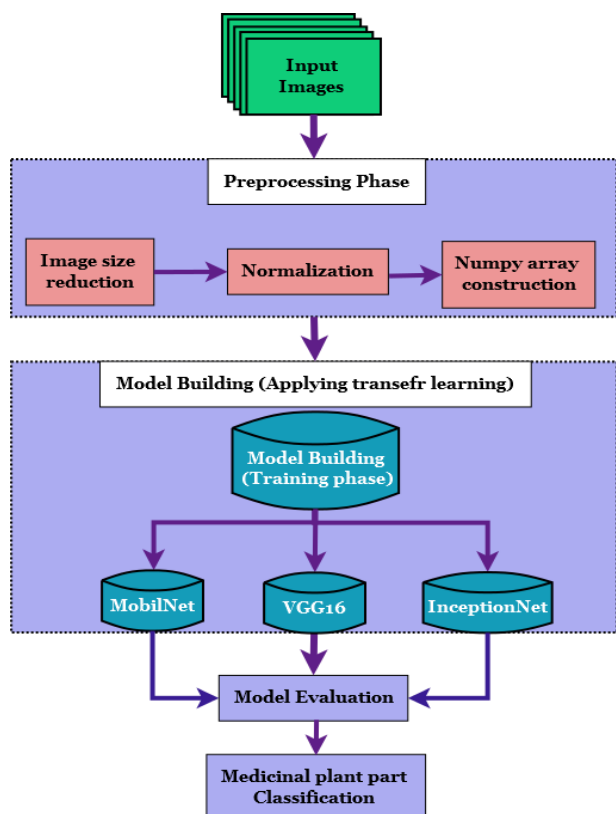 Input
Images
Preprocessing Phase
Image size
reduction
Normalization
Numpy array
construction
Model Building (Applying transefr learning)
Model Building
(Training phase)
MobilNet
VGG16
InceptionNet
Model Evaluation
Medicinal plant part
Classification